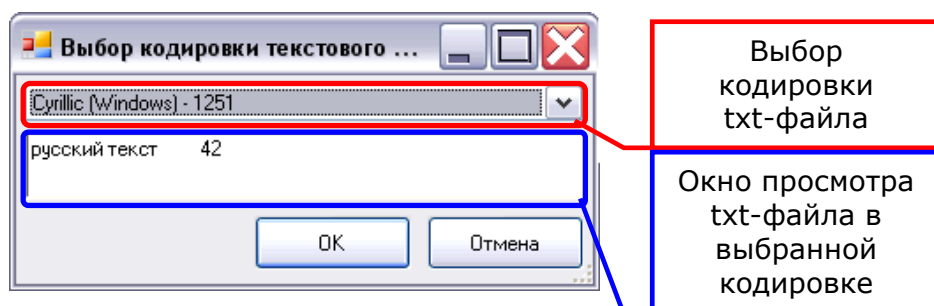 Выбор кодировки текстового ...
Cyrillic (Windows) - 1251
русский текст 42
OK
Отмена
Выбор
кодировки
txt-файла
Окно просмотра
txt-файла в
выбранной
кодировке